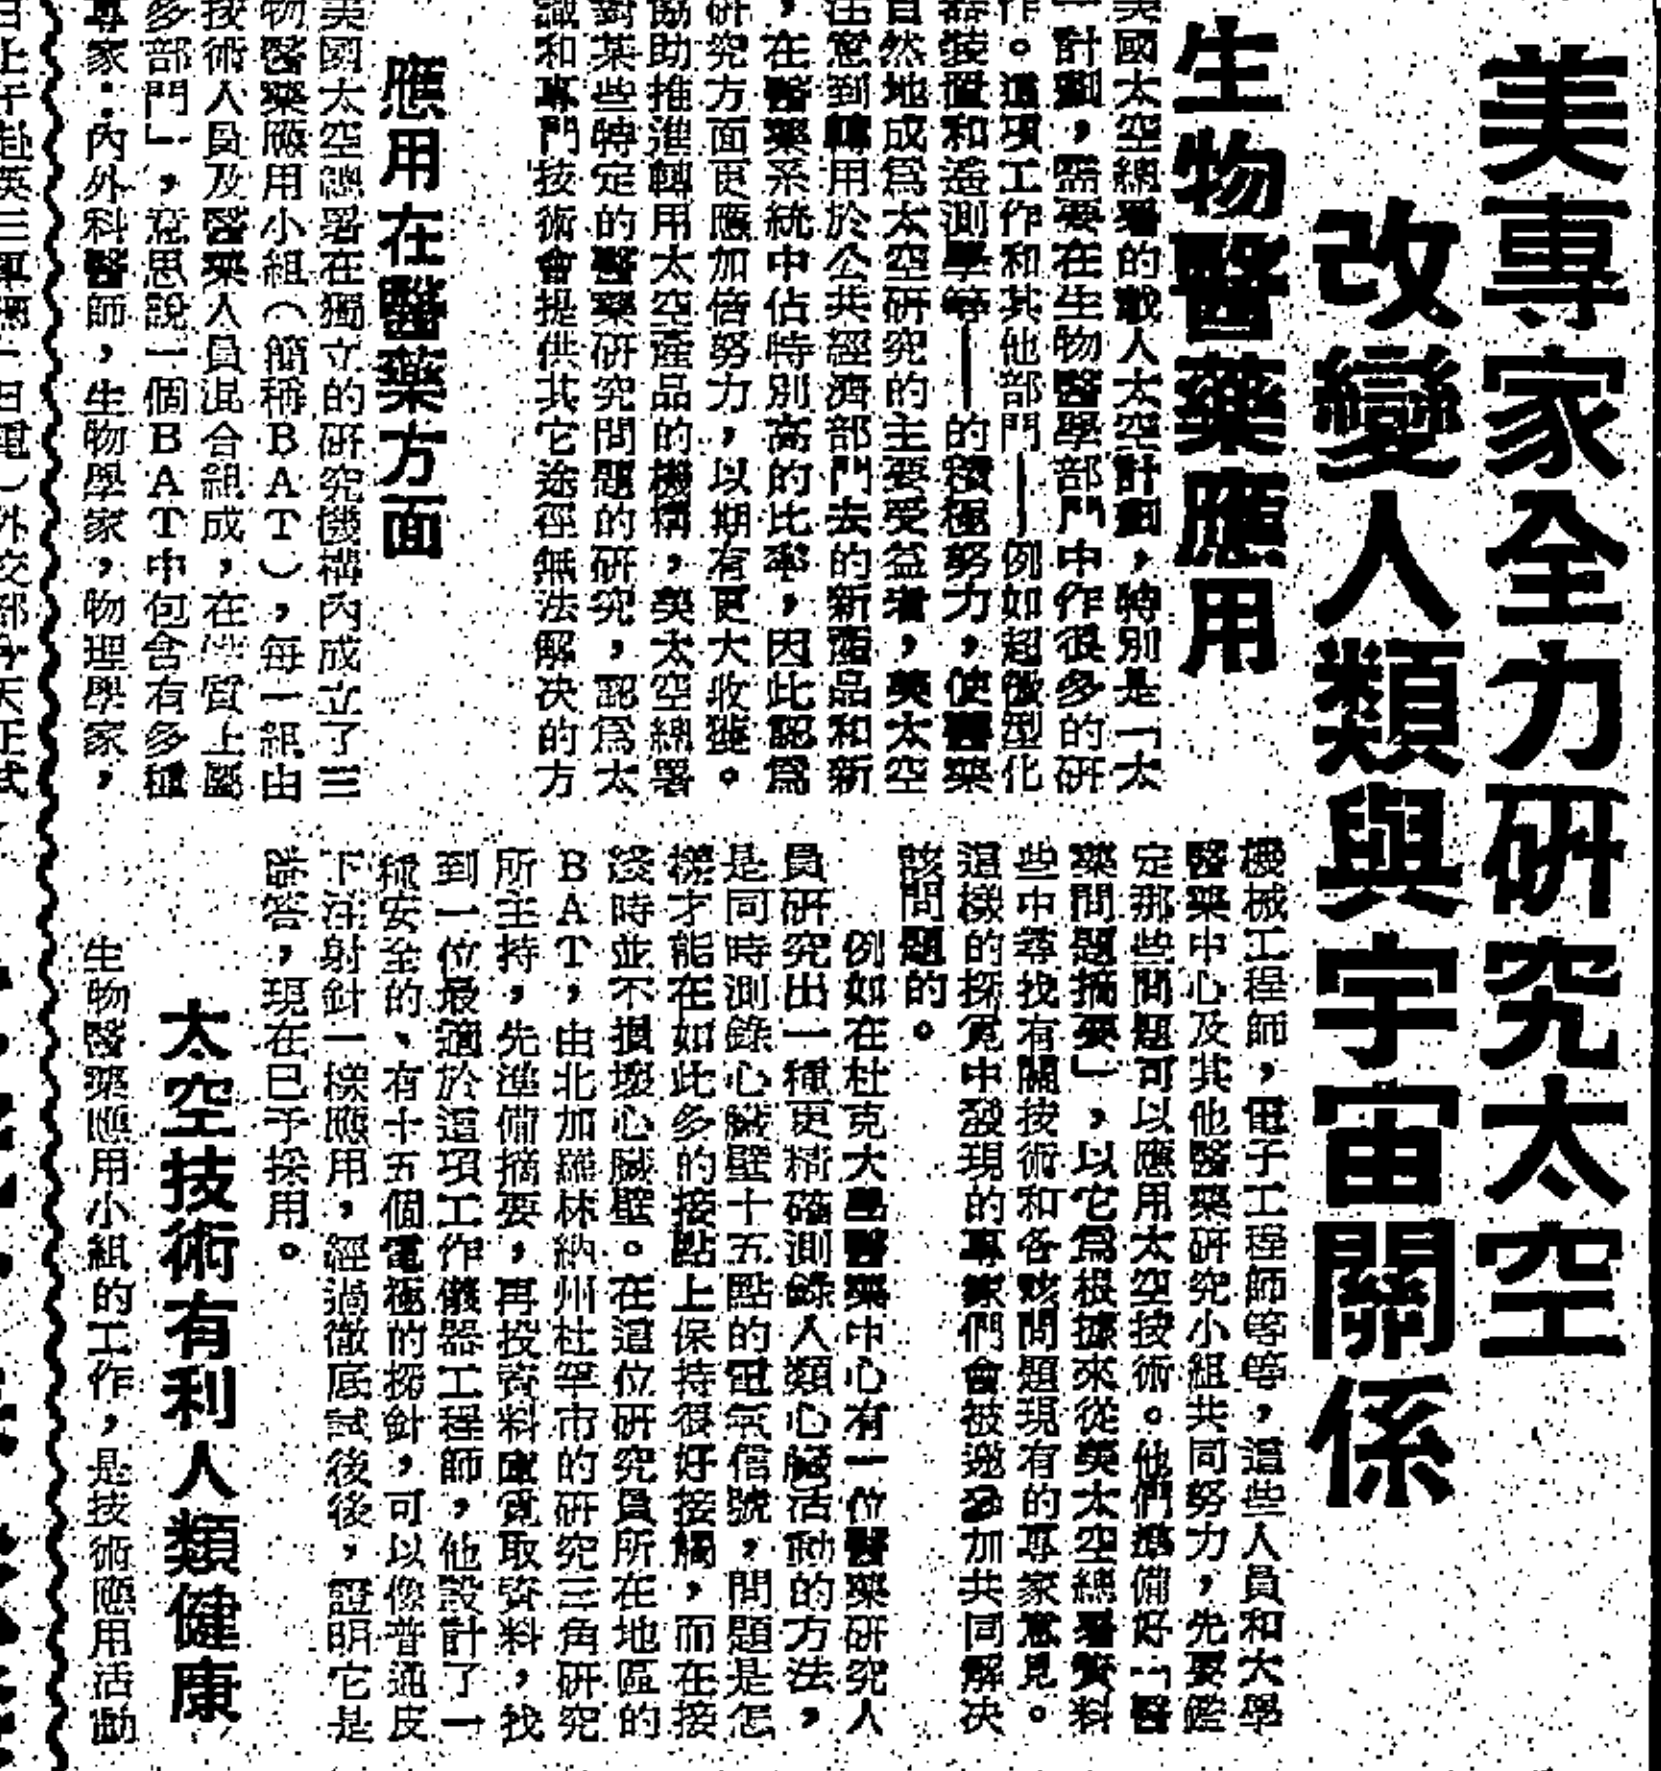 美專家全力研究太空
改變人類與宇宙關係
生物醫藥應用
美國太空總署的載人太空計劃，特別是「太
一計劃，需要在生物醫學部門中作很多的研
作。這項工作和其他部門——例如超微型化
器裝置和遙測學等——的積極努力，使醫藥
自然地成爲太空研究的主要受益者，美太空
注意到轉用於公共經濟部門去的新產品和新
，在醫藥系統中佔特別高的比率，因此認爲
研究方面更應加倍努力，以期有更大收獲。
協助推進轉用太空產品的機構，美太空總署
對某些特定的醫藥研究問題的研究，認爲太
識和專門技術會提供其它途徑無法解决的方
應用在醫藥方面
美國太空總署在獨立的研究機構內成立了三
物醫藥應用小組（簡稱BAT），每一組由
技術人員及醫藥人員混合組成，在性質上屬
多部門」，意思說一個BAT中包含有多種
專家：內外科醫師，生物學家，物理學家，
機械工程師，電子工程師等等，這些人員和大學
醫藥中心及其他醫藥研究小組共同努力，先要鑑
定那些問題可以應用太空技術。他們準備好「醫
藥問題摘要」，以它爲根據來從美太空總署資料
些中尋找有關技術和各該問題現有的專家意見。
這樣的探覓中發現的專家們會被邀參加共同解決
該問題的。
例如在杜克大學醫藥中心有一位醫藥研究人
員研究出一種更精確測錄人類心臟活動的方法，
是同時測錄心臟壁十五點的電氣信號，問題是怎
樣才能在如此多的接點上保持很好接觸，而在接
淺時並不損壞心臟壁。在這位研究員所在地區的
BAT，由北加羅林納州杜罕市的研究三角研究
所主持，先準備摘要，再投資料庫覓取資料，找
到一位最適於這項工作儀器工程師，他設計了一
種安全的、有十五個電極的探針，可以像普通皮
下注射針一樣應用，經過徹底試後後，證明它是
答，現在已予採用。
太空技術有利人類健康
生物醫藥應用小組的工作，是技術應用活動
日上午赴英三軍
一日電）外交部今天正式